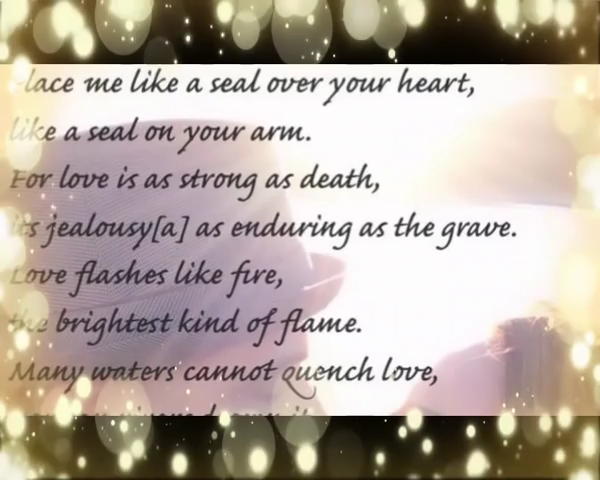 lace me like a seal over your heart,
like a seal on your arm.
For love is as strong as death,
its jealousy[a] as enduring as the grave.
Love flashes like fire,
the brightest kind of flame.
Many waters cannot quench love,